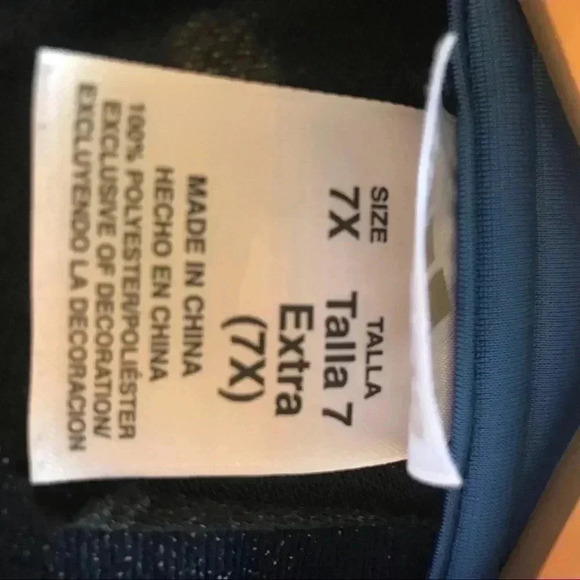 SIZE TALLA
7X Talla 7
Extra
(7X)
MADE IN CHINA
HECHO EN CHINA
100% POLYESTER/POLIÉSTER
EXCLUSIVE OF DECORATION/
EXCLUYENDO LA DECORACION